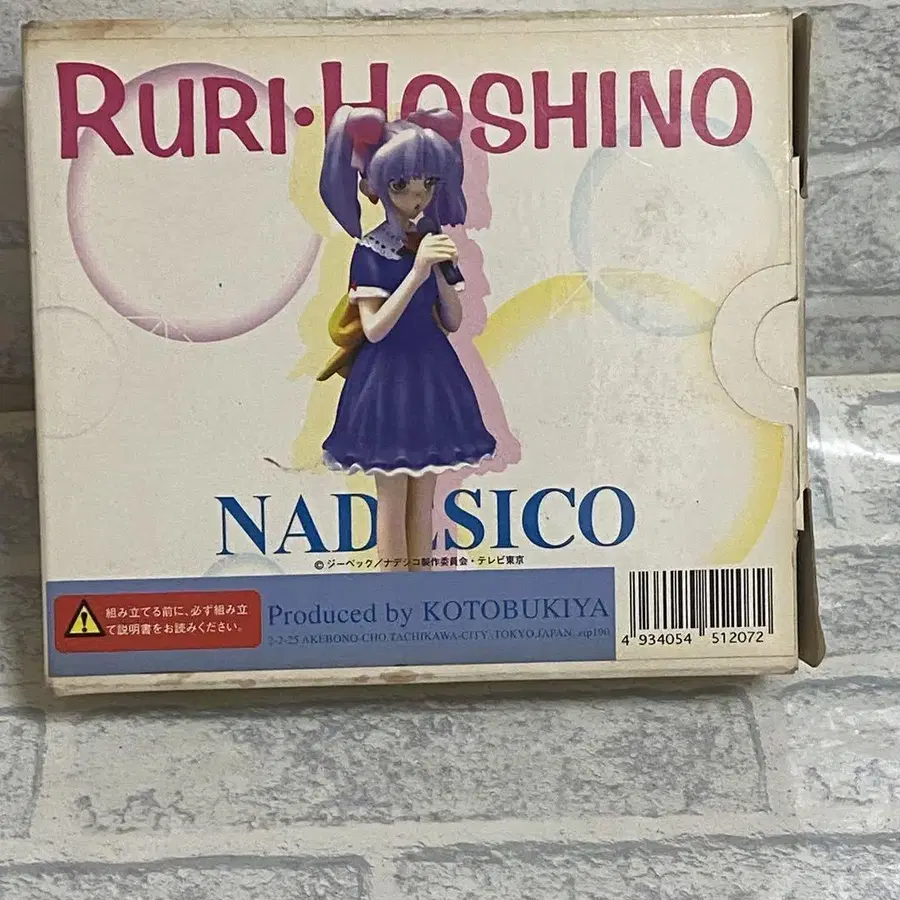 RURI•HOSHINO
NADESICO
© ジーベック/ナデシコ製作委員会・テレビ東京
組み立てる前に、必ず組み立
て説明書をお読みください。
Produced by KOTOBUKIYA
2-2-25 AKEBONO-CHO,TACHIKAWA-CITY ,TOKYO,JAPAN, zip190
4 934054 512072